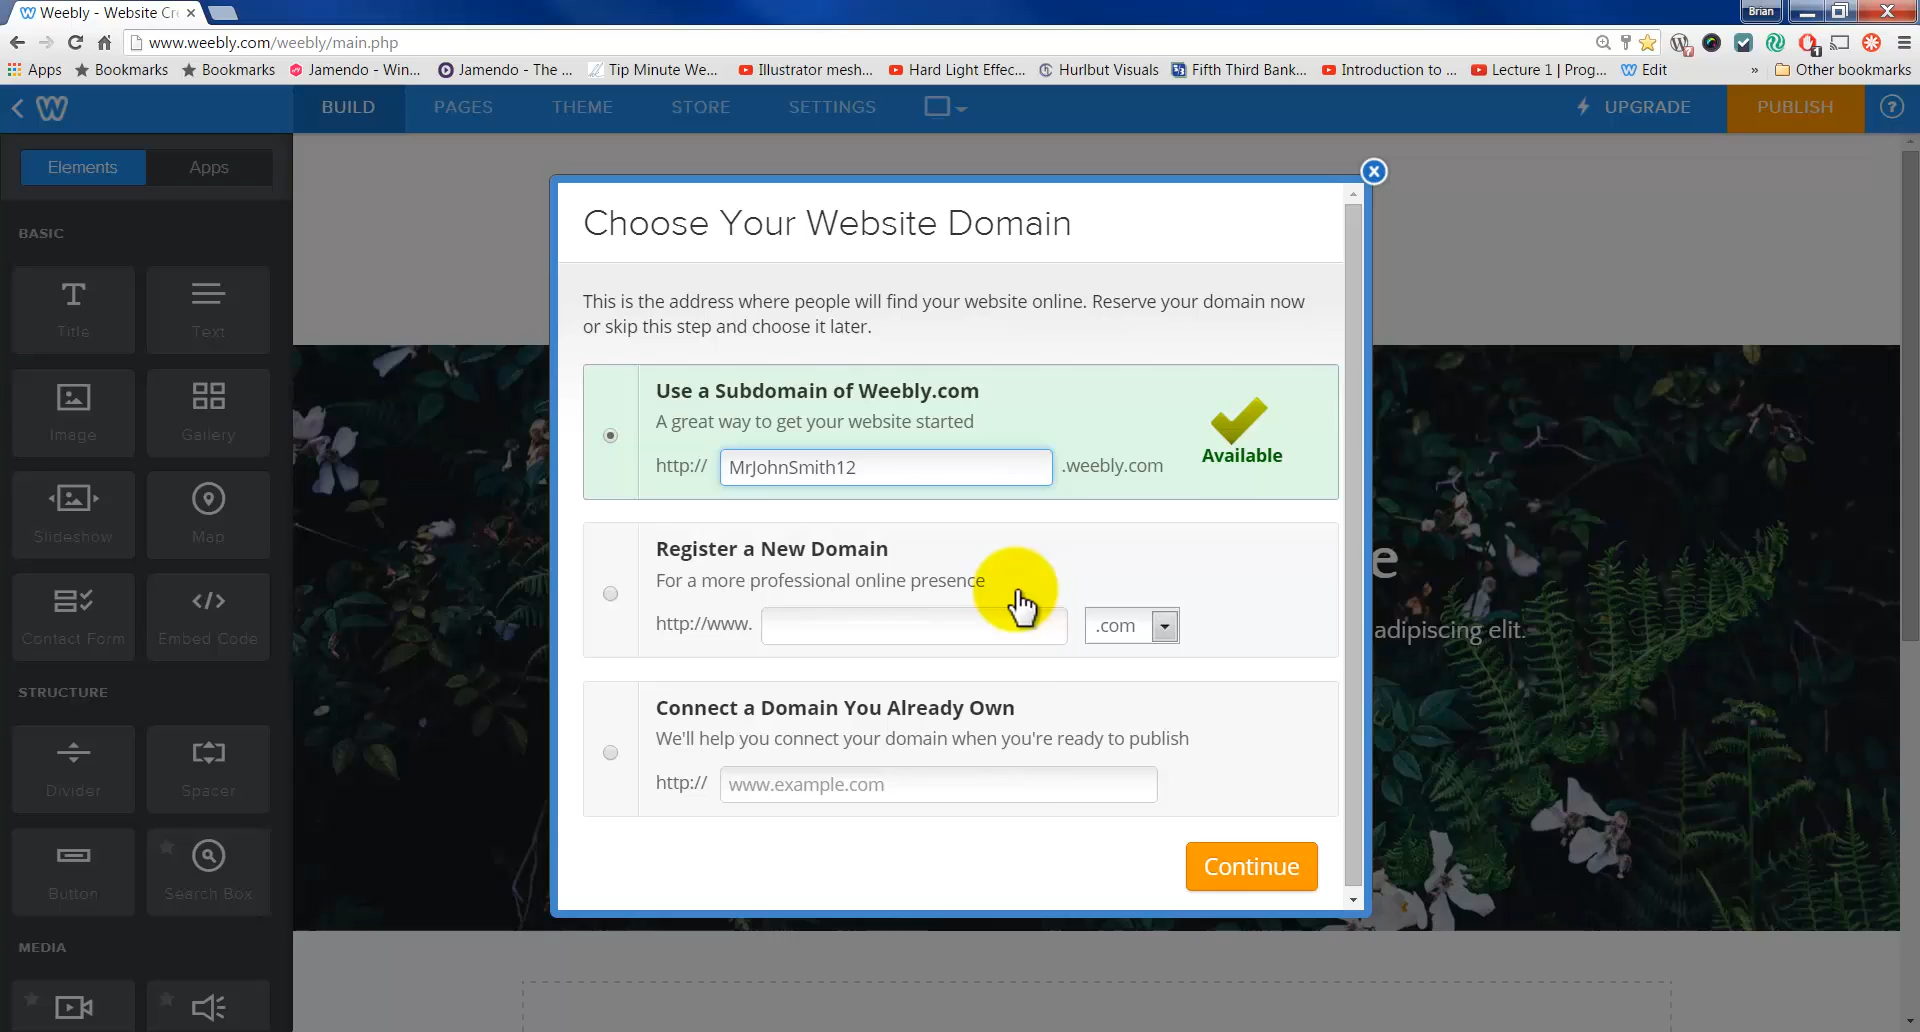 Weebly - Website Cre
Brian
www.weebly.com/weebly/main.php
Apps
Bookmarks
Bookmarks
Jamendo - Win...
Jamendo - The ...
Tip Minute We...
Illustrator mesh...
Hard Light Effec...
Hurlbut Visuals
Fifth Third Bank...
Introduction to ...
Lecture 1 | Prog...
Edit
»
Other bookmarks
BUILD
PAGES
THEME
STORE
SETTINGS
UPGRADE
PUBLISH
?
Elements
Apps
BASIC
Title
Text
Image
Gallery
Slideshow
Map
Contact Form
Embed Code
STRUCTURE
Divider
Spacer
Button
Search Box
MEDIA
Choose Your Website Domain
This is the address where people will find your website online. Reserve your domain now
or skip this step and choose it later.
Use a Subdomain of Weebly.com
A great way to get your website started
http:// MrJohnSmith12 .weebly.com
Available
Register a New Domain
For a more professional online presence
http://www. .com
Connect a Domain You Already Own
We'll help you connect your domain when you're ready to publish
http:// www.example.com
Continue
e
adipiscing elit.